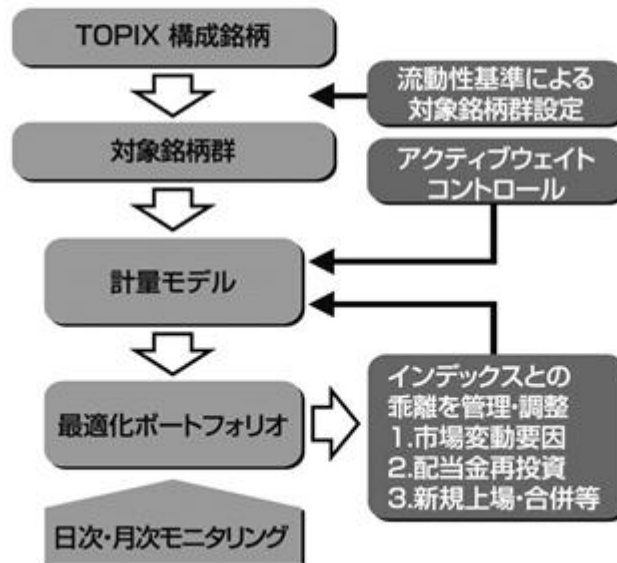 TOPIX 構成銘柄
流動性基準による
対象銘柄群設定
対象銘柄群
アクティブウェイト
コントロール
計量モデル
最適化ポートフォリオ
インデックスとの
乖離を管理・調整
1.市場変動要因
2.配当金再投資
3.新規上場・合併等
日次・月次モニタリング